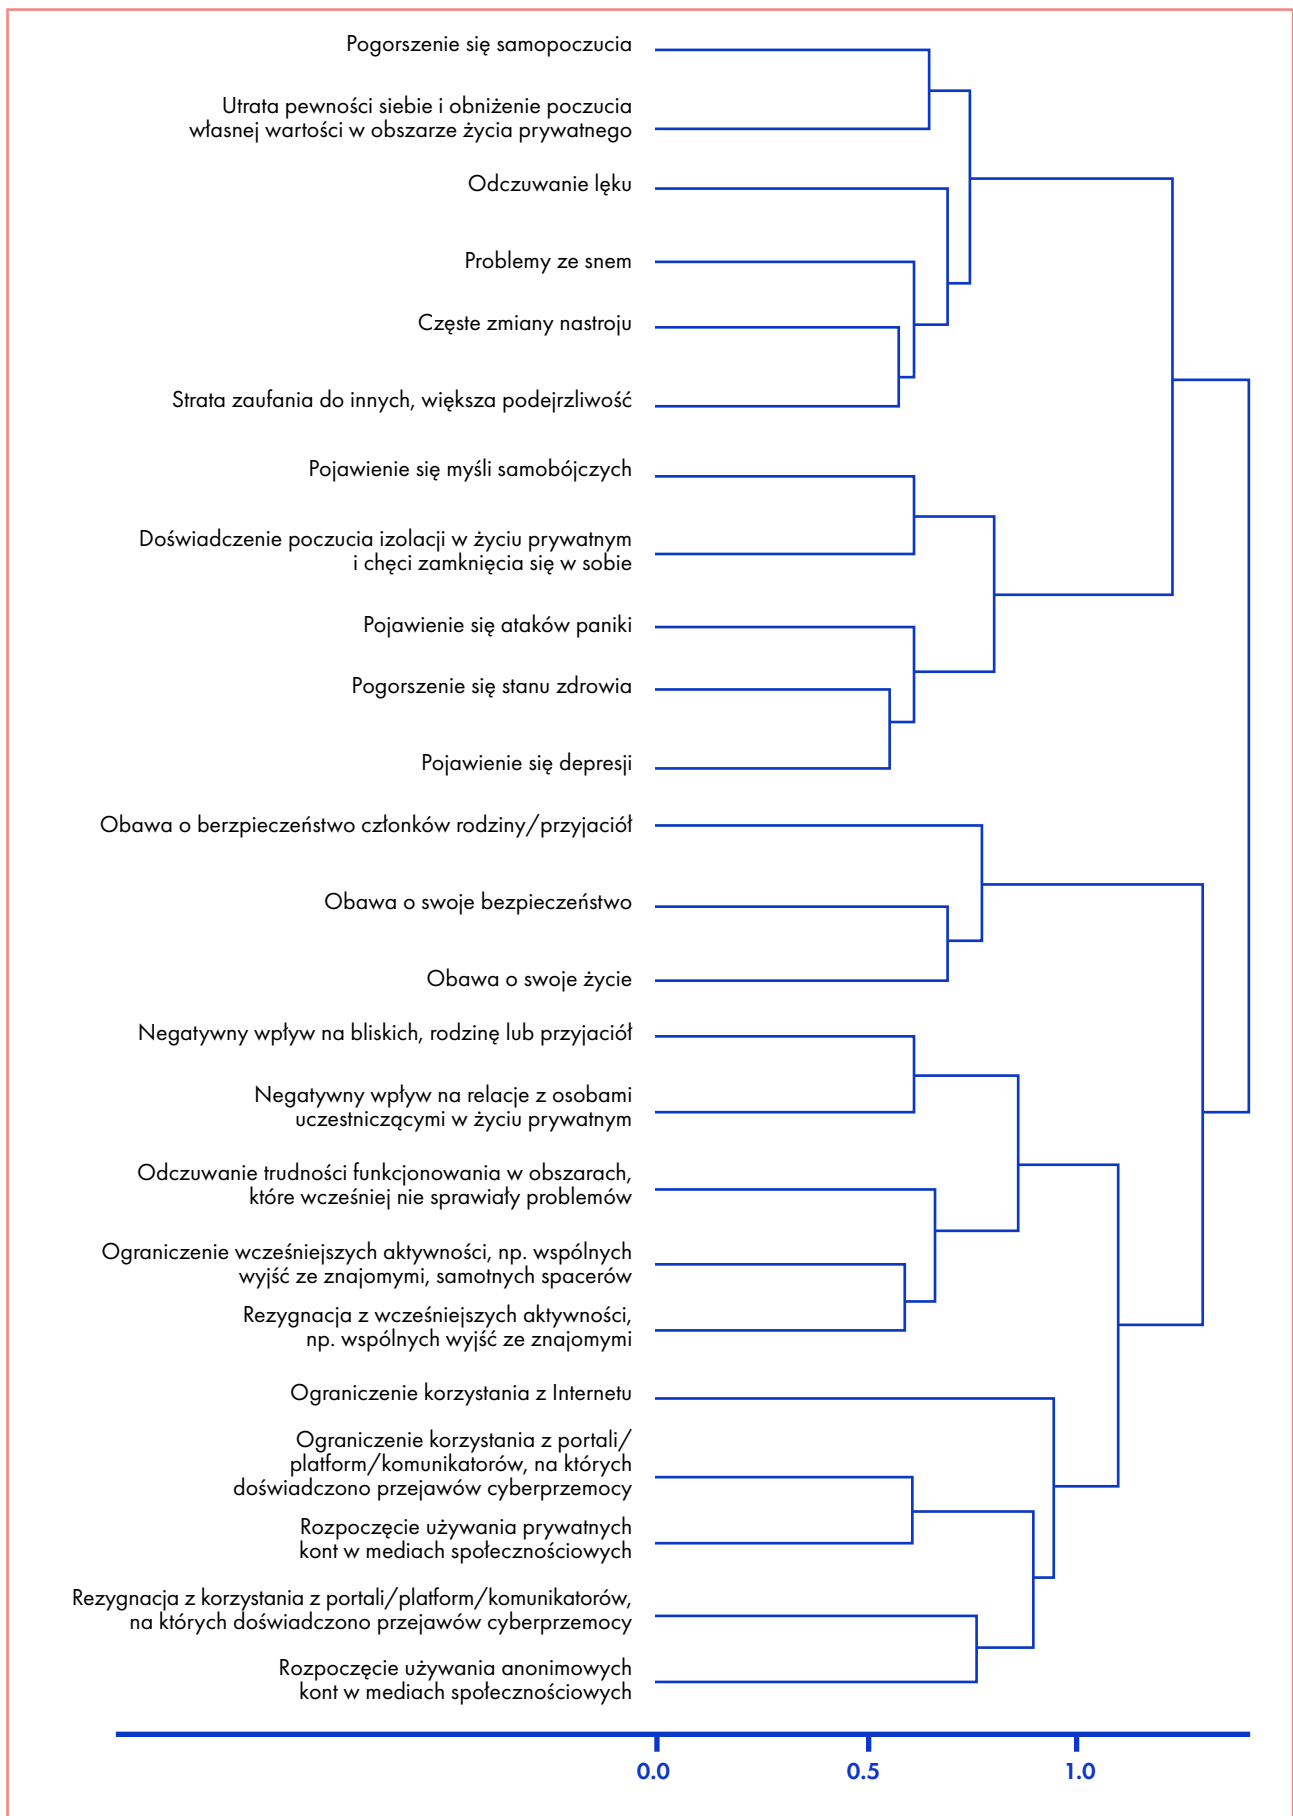 Pogorszenie się samopoczucia
Utrata pewności siebie i obniżenie poczucia
własnej wartości w obszarze życia prywatnego
Odczuwanie lęku
Problemy ze snem
Częste zmiany nastroju
Strata zaufania do innych, większa podejrzliwość
Pojawienie się myśli samobójczych
Doświadczenie poczucia izolacji w życiu prywatnym
i chęci zamknięcia się w sobie
Pojawienie się ataków paniki
Pogorszenie się stanu zdrowia
Pojawienie się depresji
Obawa o berzpieczeństwo członków rodziny/przyjaciół
Obawa o swoje bezpieczeństwo
Obawa o swoje życie
Negatywny wpływ na bliskich, rodzinę lub przyjaciół
Negatywny wpływ na relacje z osobami
uczestniczącymi w życiu prywatnym
Odczuwanie trudności funkcjonowania w obszarach,
które wcześniej nie sprawiały problemów
Ograniczenie wcześniejszych aktywności, np. wspólnych
wyjść ze znajomymi, samotnych spacerów
Rezygnacja z wcześniejszych aktywności,
np. wspólnych wyjść ze znajomymi
Ograniczenie korzystania z Internetu
Ograniczenie korzystania z portali/
platform/komunikatorów, na których
doświadczono przejawów cyberprzemocy
Rozpoczęcie używania prywatnych
kont w mediach społecznościowych
Rezygnacja z korzystania z portali/platform/komunikatorów,
na których doświadczono przejawów cyberprzemocy
Rozpoczęcie używania anonimowych
kont w mediach społecznościowych
0.0 0.5 1.0